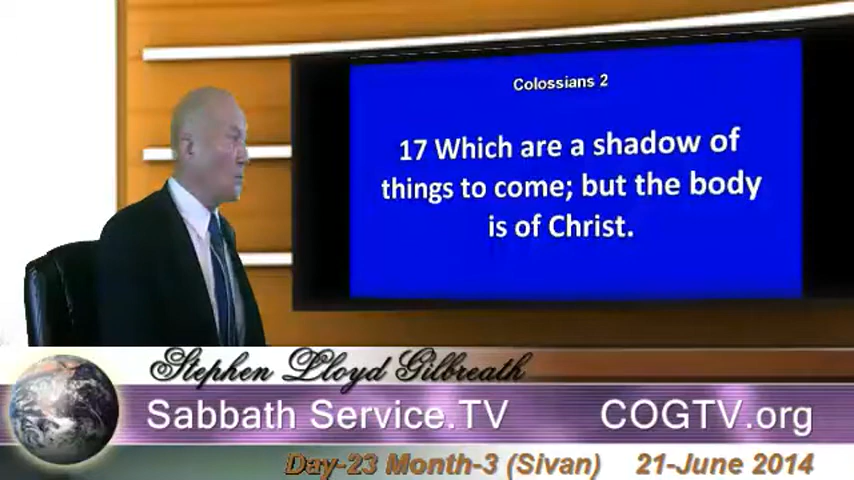 Colossians 2
17 Which are a shadow of
things to come; but the body
is of Christ.
Stephen Lloyd Gilbreath
Sabbath Service.TV COGTV.org
Day-23 Month-3 (Sivan) 21-June 2014